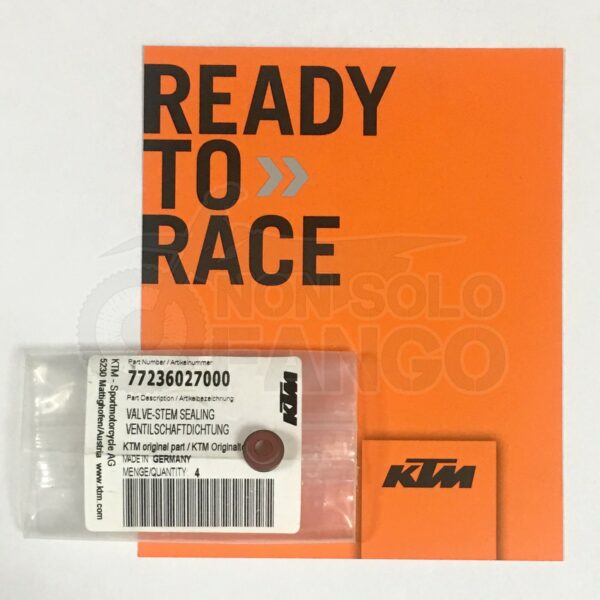 READY
TO »
RACE
NON SOLO
FANGO
Part Number / Artikelnummer
77236027000
Part Description / Artikelbezeichnung:
VALVE-STEM SEALING
VENTILSCHAFTDICHTUNG
KTM original part / KTM Originalte
MADE IN GERMANY
MENGE/QUANTITY: 4
KTM
KTM - Sportmotorcycle AG
5230 Mattighofen/Austria www.ktm.com
KTM